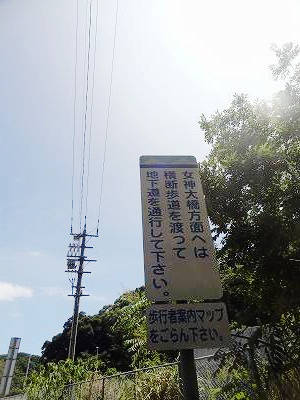 女神大橋方面へは
横断歩道を渡って
地下道を通行して下さい。
歩行者案内マップ
をごらん下さい。